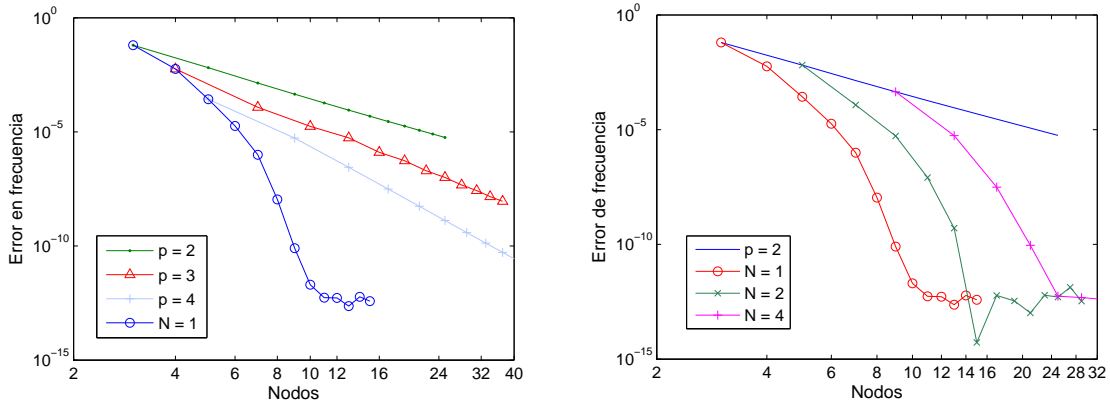 10^0
10^-5
10^-10
10^-15
Error en frecuencia
p = 2
p = 3
p = 4
N = 1
2 4 6 8 10 12 16 24 32 40
Nodos
10^0
10^-5
10^-10
10^-15
Error de frecuencia
p = 2
N = 1
N = 2
N = 4
2 4 6 8 10 12 14 16 20 24 28 32
Nodos